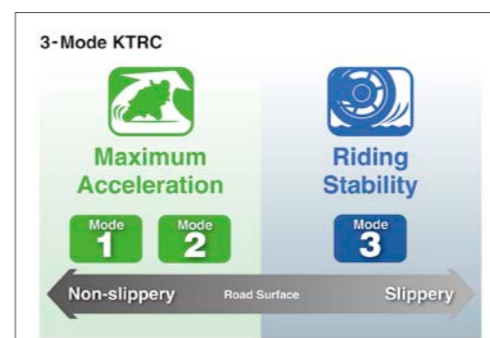 3-Mode KTRC
Maximum
Acceleration
Riding
Stability
Mode
1
Mode
2
Mode
3
Non-slippery
Road Surface
Slippery